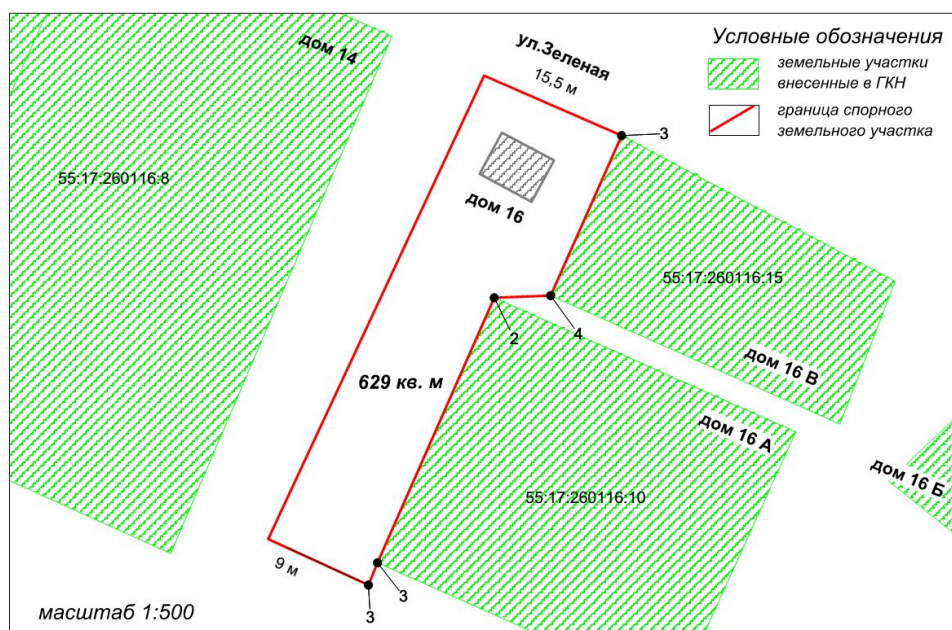 Условные обозначения
земельные участки
внесенные в ГКН
граница спорного
земельного участка
дом 14
ул.Зеленая
15,5 м
3
55:17:260116:8
дом 16
55:17:260116:15
2
4
дом 16 В
629 кв. м
дом 16 А
дом 16 Б
55:17:260116:10
9 м
3
3
масштаб 1:500